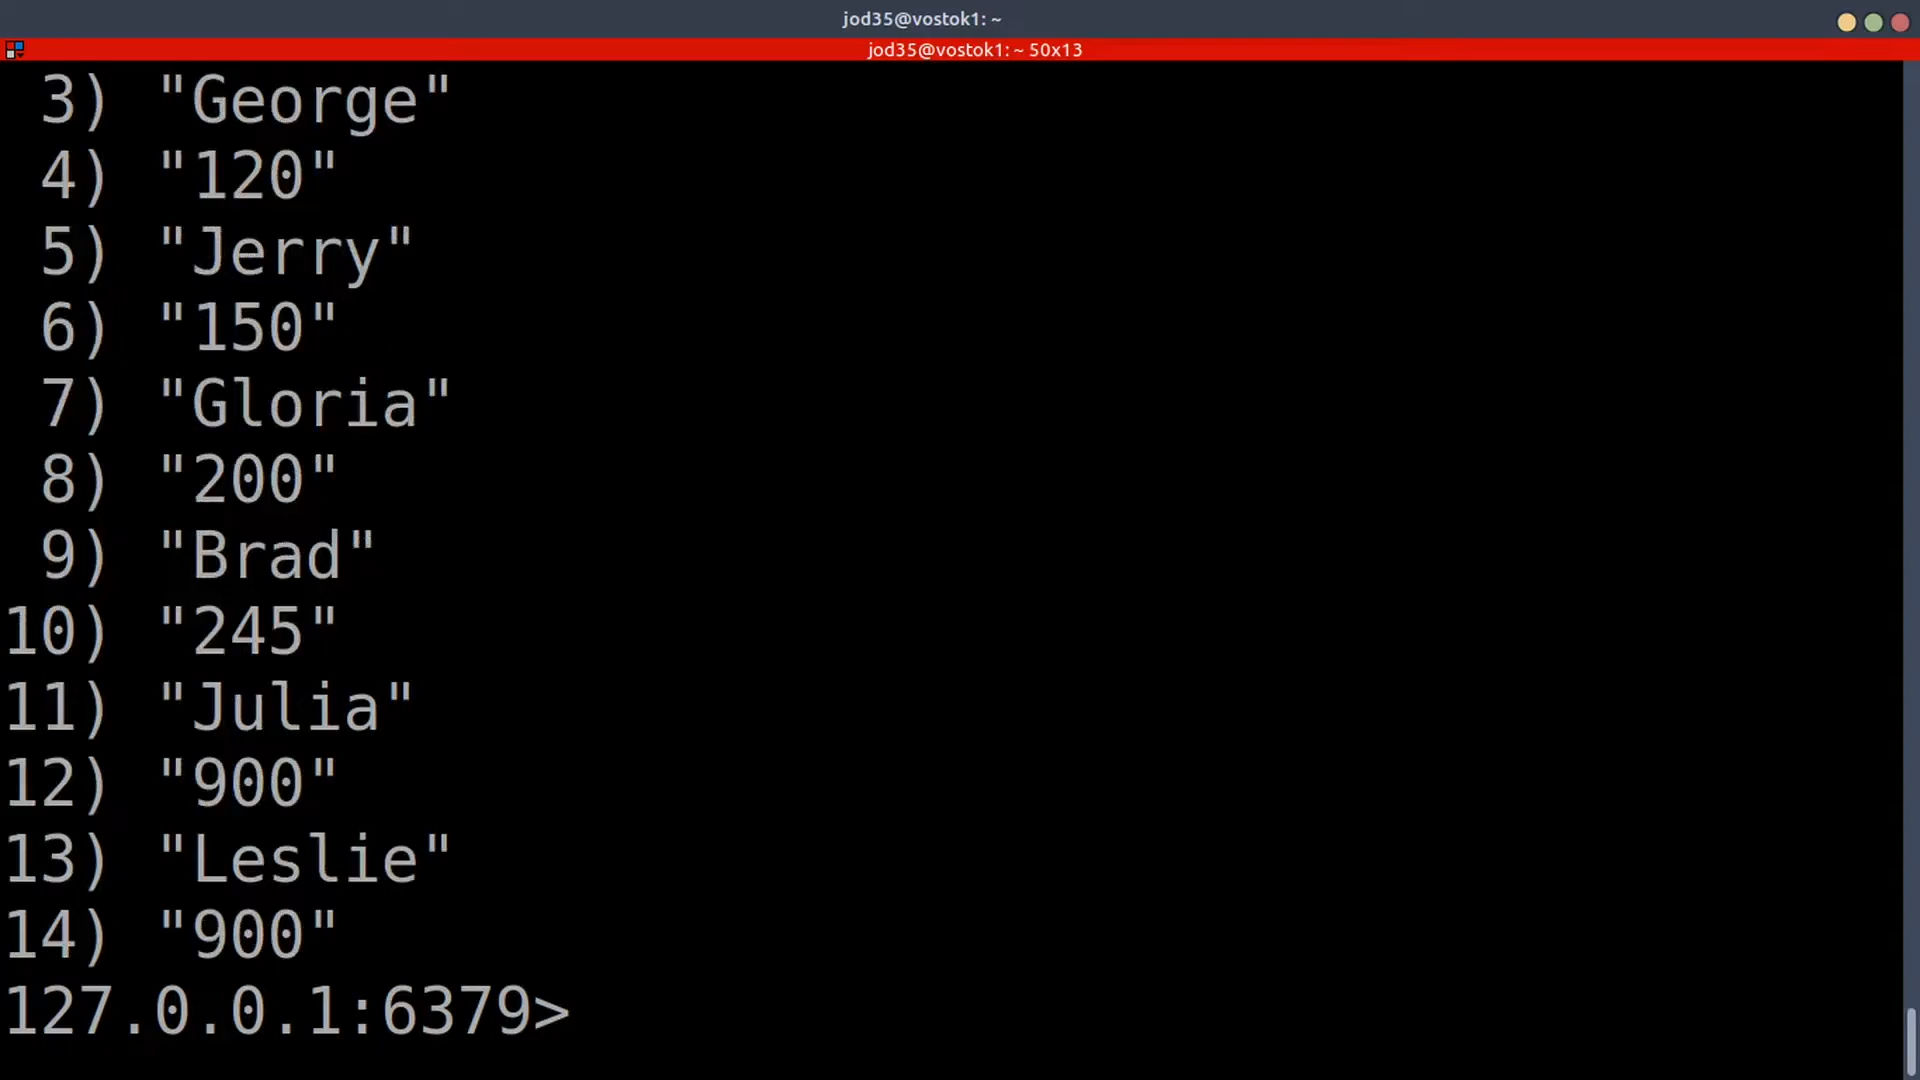 jod35@vostok1: ~
jod35@vostok1: ~ 50x13
3) "George"
4) "120"
5) "Jerry"
6) "150"
7) "Gloria"
8) "200"
9) "Brad"
10) "245"
11) "Julia"
12) "900"
13) "Leslie"
14) "900"
127.0.0.1:6379>